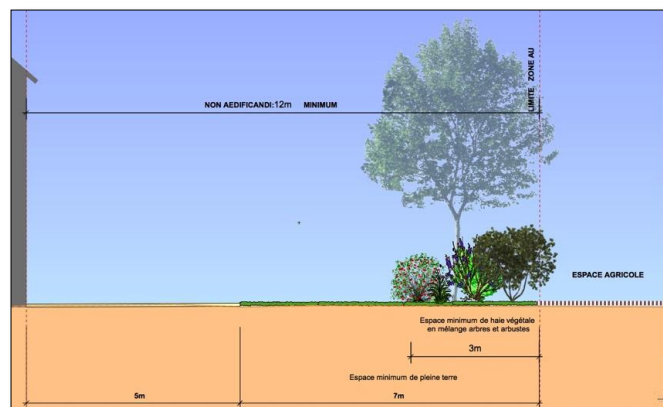 LIMITE ZONE AU
NON AEDIFICANDI:12m MINIMUM
ESPACE AGRICOLE
Espace minimum de haie végétale
en mélange arbres et arbustes
3m
Espace minimum de pleine terre
5m
7m